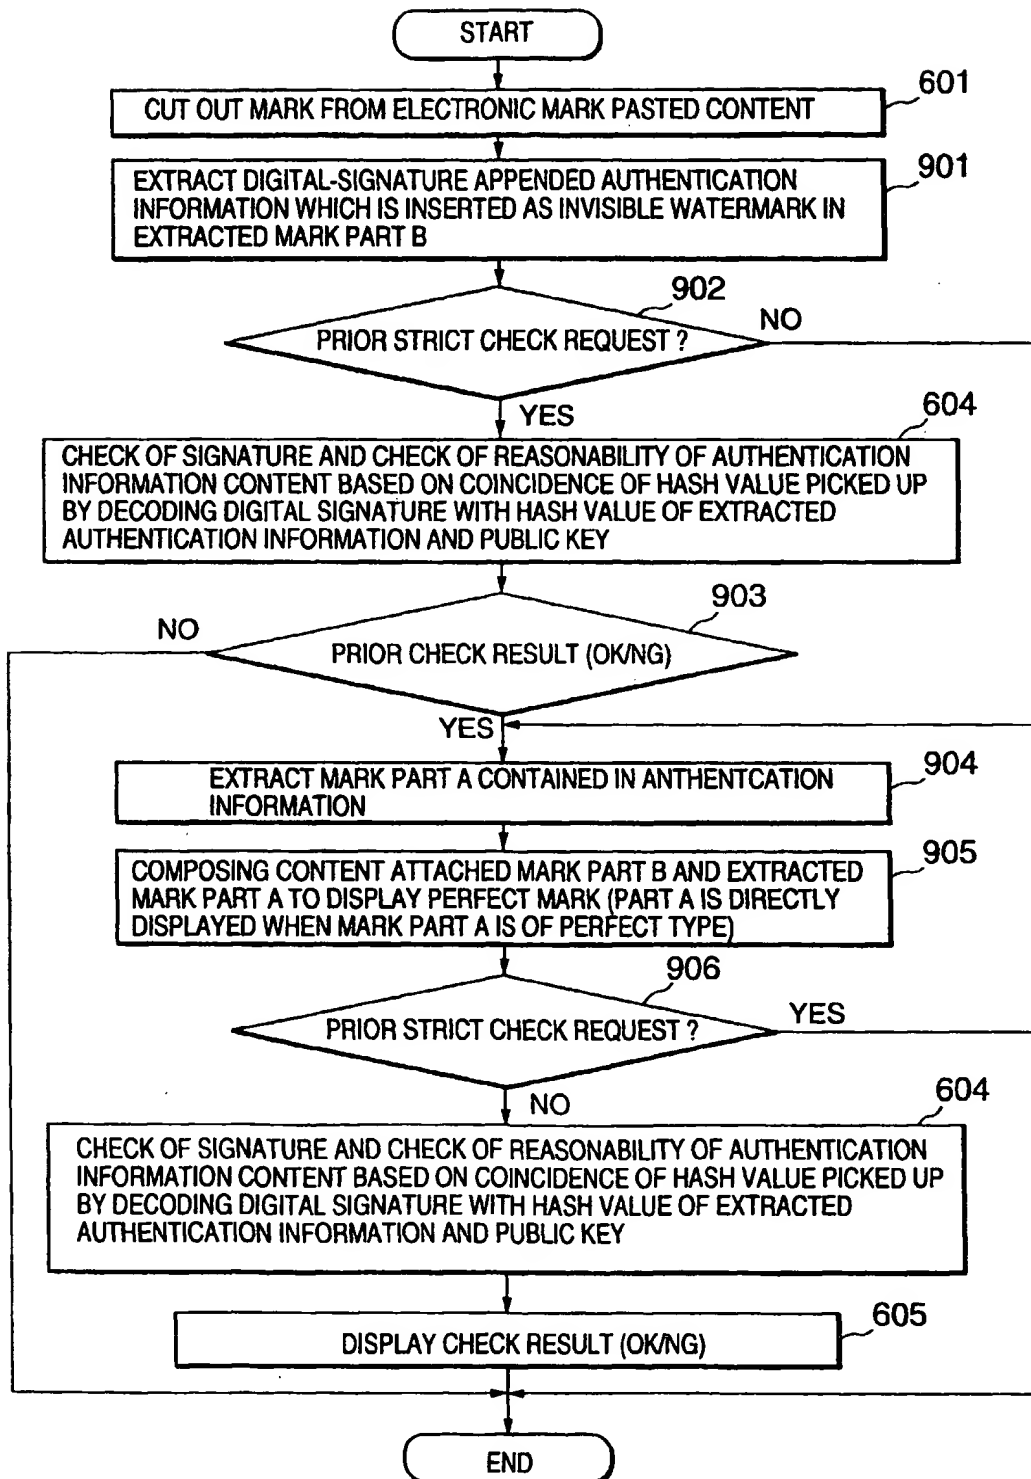 START
601
CUT OUT MARK FROM ELECTRONIC MARK PASTED CONTENT
901
EXTRACT DIGITAL-SIGNATURE APPENDED AUTHENTICATION
INFORMATION WHICH IS INSERTED AS INVISIBLE WATERMARK IN
EXTRACTED MARK PART B
902
PRIOR STRICT CHECK REQUEST ?
NO
YES
604
CHECK OF SIGNATURE AND CHECK OF REASONABILITY OF AUTHENTICATION
INFORMATION CONTENT BASED ON COINCIDENCE OF HASH VALUE PICKED UP
BY DECODING DIGITAL SIGNATURE WITH HASH VALUE OF EXTRACTED
AUTHENTICATION INFORMATION AND PUBLIC KEY
903
NO
PRIOR CHECK RESULT (OK/NG)
YES
904
EXTRACT MARK PART A CONTAINED IN ANTHENTCATION
INFORMATION
905
COMPOSING CONTENT ATTACHED MARK PART B AND EXTRACTED
MARK PART A TO DISPLAY PERFECT MARK (PART A IS DIRECTLY
DISPLAYED WHEN MARK PART A IS OF PERFECT TYPE)
906
PRIOR STRICT CHECK REQUEST ?
YES
NO
604
CHECK OF SIGNATURE AND CHECK OF REASONABILITY OF AUTHENTICATION
INFORMATION CONTENT BASED ON COINCIDENCE OF HASH VALUE PICKED UP
BY DECODING DIGITAL SIGNATURE WITH HASH VALUE OF EXTRACTED
AUTHENTICATION INFORMATION AND PUBLIC KEY
605
DISPLAY CHECK RESULT (OK/NG)
END